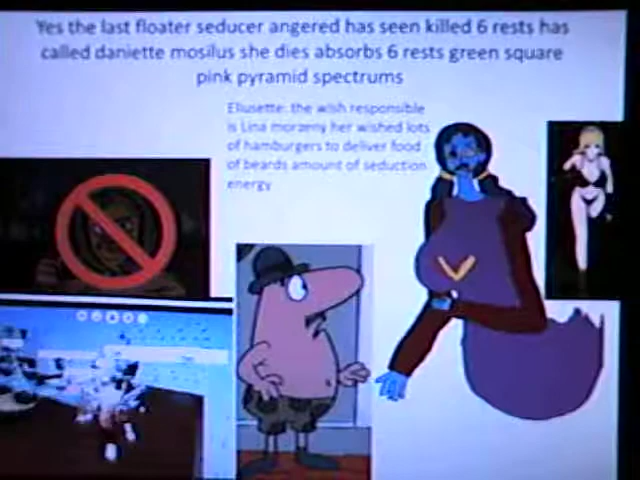 Yes the last floater seducer angered has seen killed 6 rests has
called daniette mosilus she dies absorbs 6 rests green square
pink pyramid spectrums
Ellusette: the wish responsible
is Lina morzeny her wished lots
of hamburgers to deliver food
of beards amount of seduction
energy